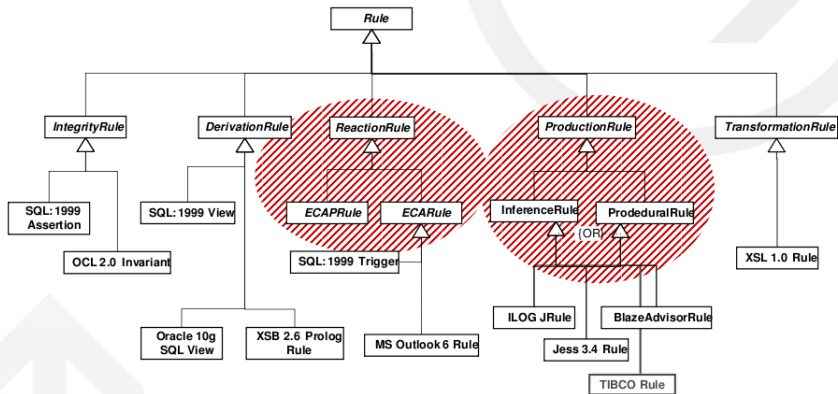 Rule
IntegrityRule
DerivationRule
ReactionRule
ProductionRule
TransformationRule
SQL:1999
Assertion
SQL:1999 View
ECAPRule
ECARule
InferenceRule
ProdeduralRule
{OR}
OCL 2.0 Invariant
SQL:1999 Trigger
XSL 1.0 Rule
Oracle 10g
SQL View
XSB 2.6 Prolog
Rule
MS Outlook 6 Rule
ILOG JRule
BlazeAdvisorRule
Jess 3.4 Rule
TIBCO Rule